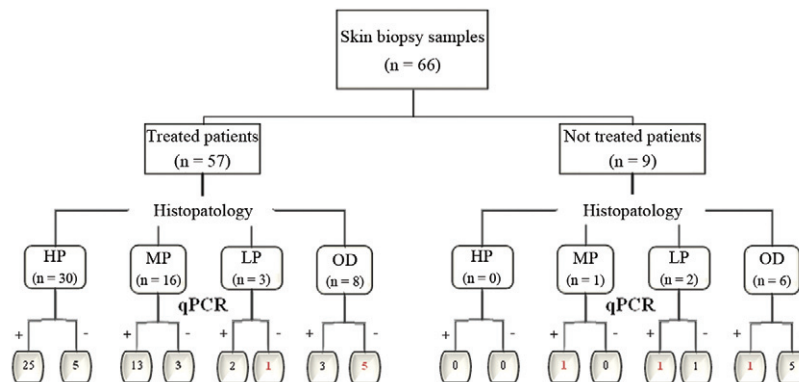 Skin biopsy samples
(n = 66)
Treated patients
(n = 57)
Not treated patients
(n = 9)
Histopatology
Histopatology
HP
(n = 30)
MP
(n = 16)
LP
(n = 3)
OD
(n = 8)
HP
(n = 0)
MP
(n = 1)
LP
(n = 2)
OD
(n = 6)
qPCR
qPCR
+ - + - + - + - + - + - + - + -
25 5 13 3 2 1 3 5 0 0 1 0 1 1 1 5